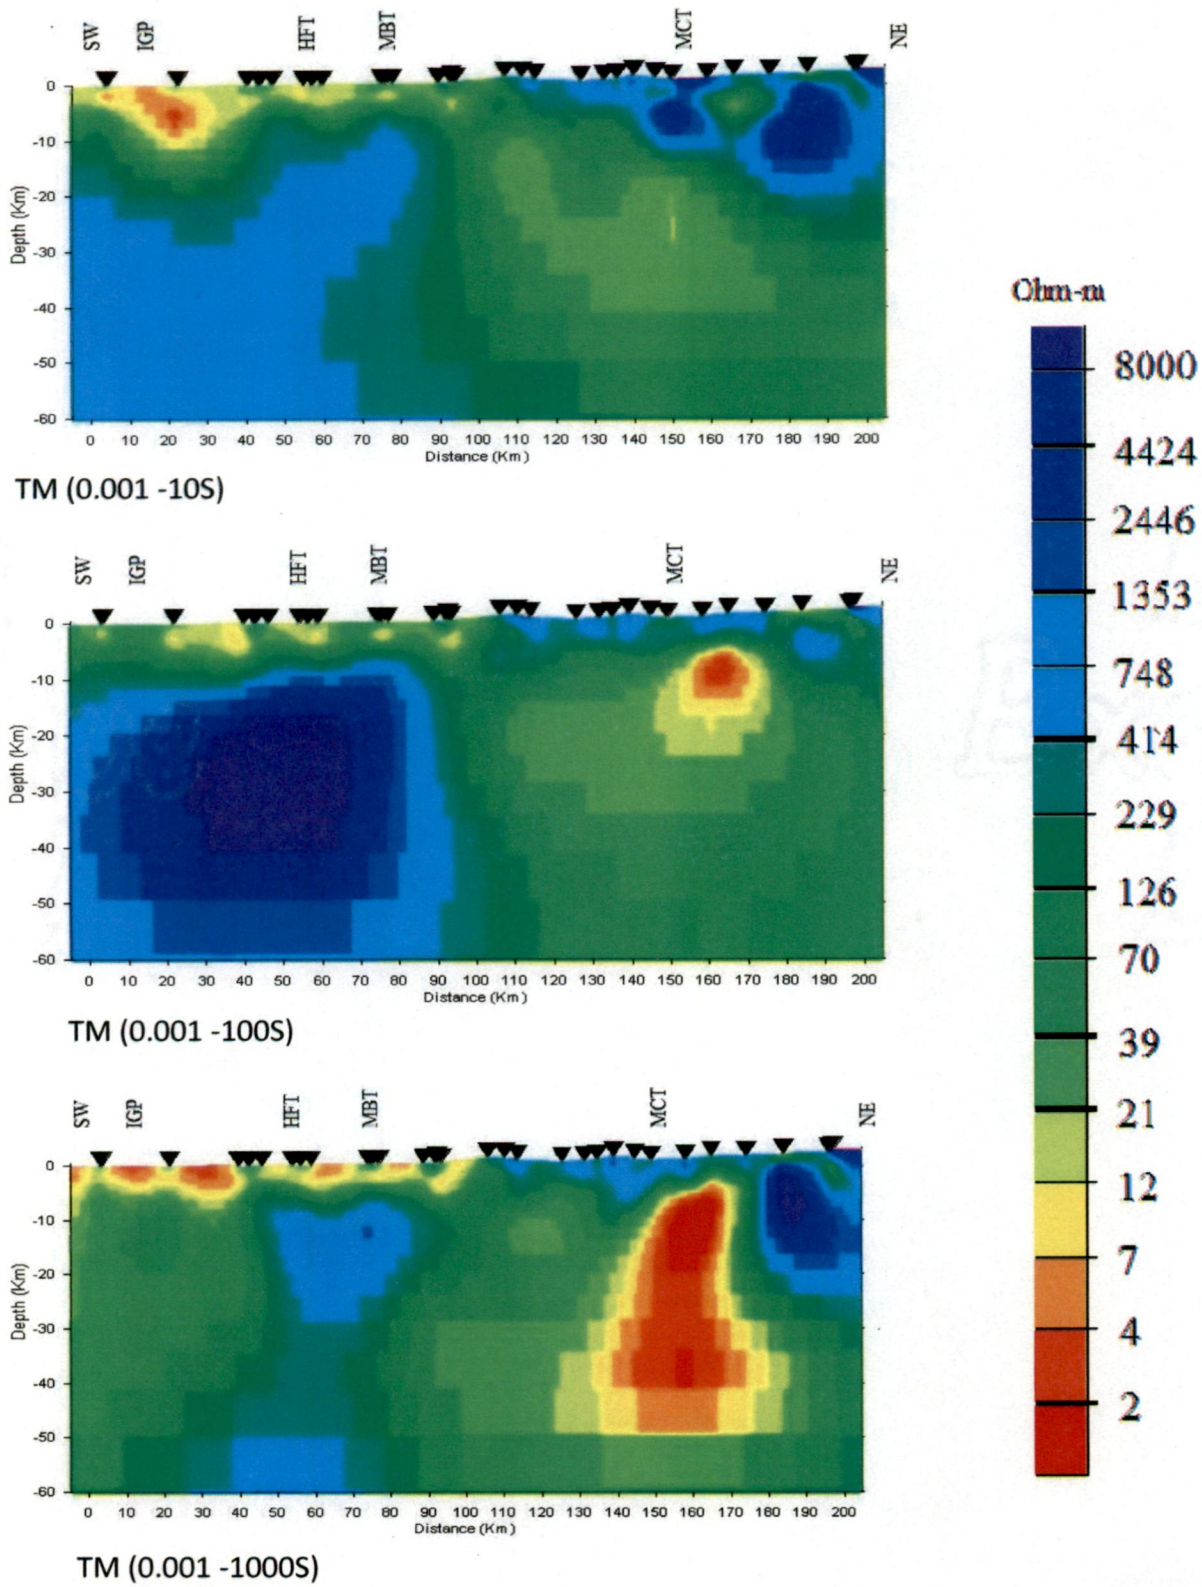 SW IGP HFT MBT MCT NE
0
-10
-20
-30
-40
-50
-60
Depth (Km)
0 10 20 30 40 50 60 70 80 90 100 110 120 130 140 150 160 170 180 190 200
Distance (Km)
TM (0.001 -10S)
SW IGP HFT MBT MCT NE
0
-10
-20
-30
-40
-50
-60
Depth (Km)
0 10 20 30 40 50 60 70 80 90 100 110 120 130 140 150 160 170 180 190 200
Distance (Km)
TM (0.001 -100S)
SW IGP HFT MBT MCT NE
0
-10
-20
-30
-40
-50
-60
Depth (Km)
0 10 20 30 40 50 60 70 80 90 100 110 120 130 140 150 160 170 180 190 200
Distance (Km)
TM (0.001 -1000S)
Ohm-m
8000
4424
2446
1353
748
414
229
126
70
39
21
12
7
4
2